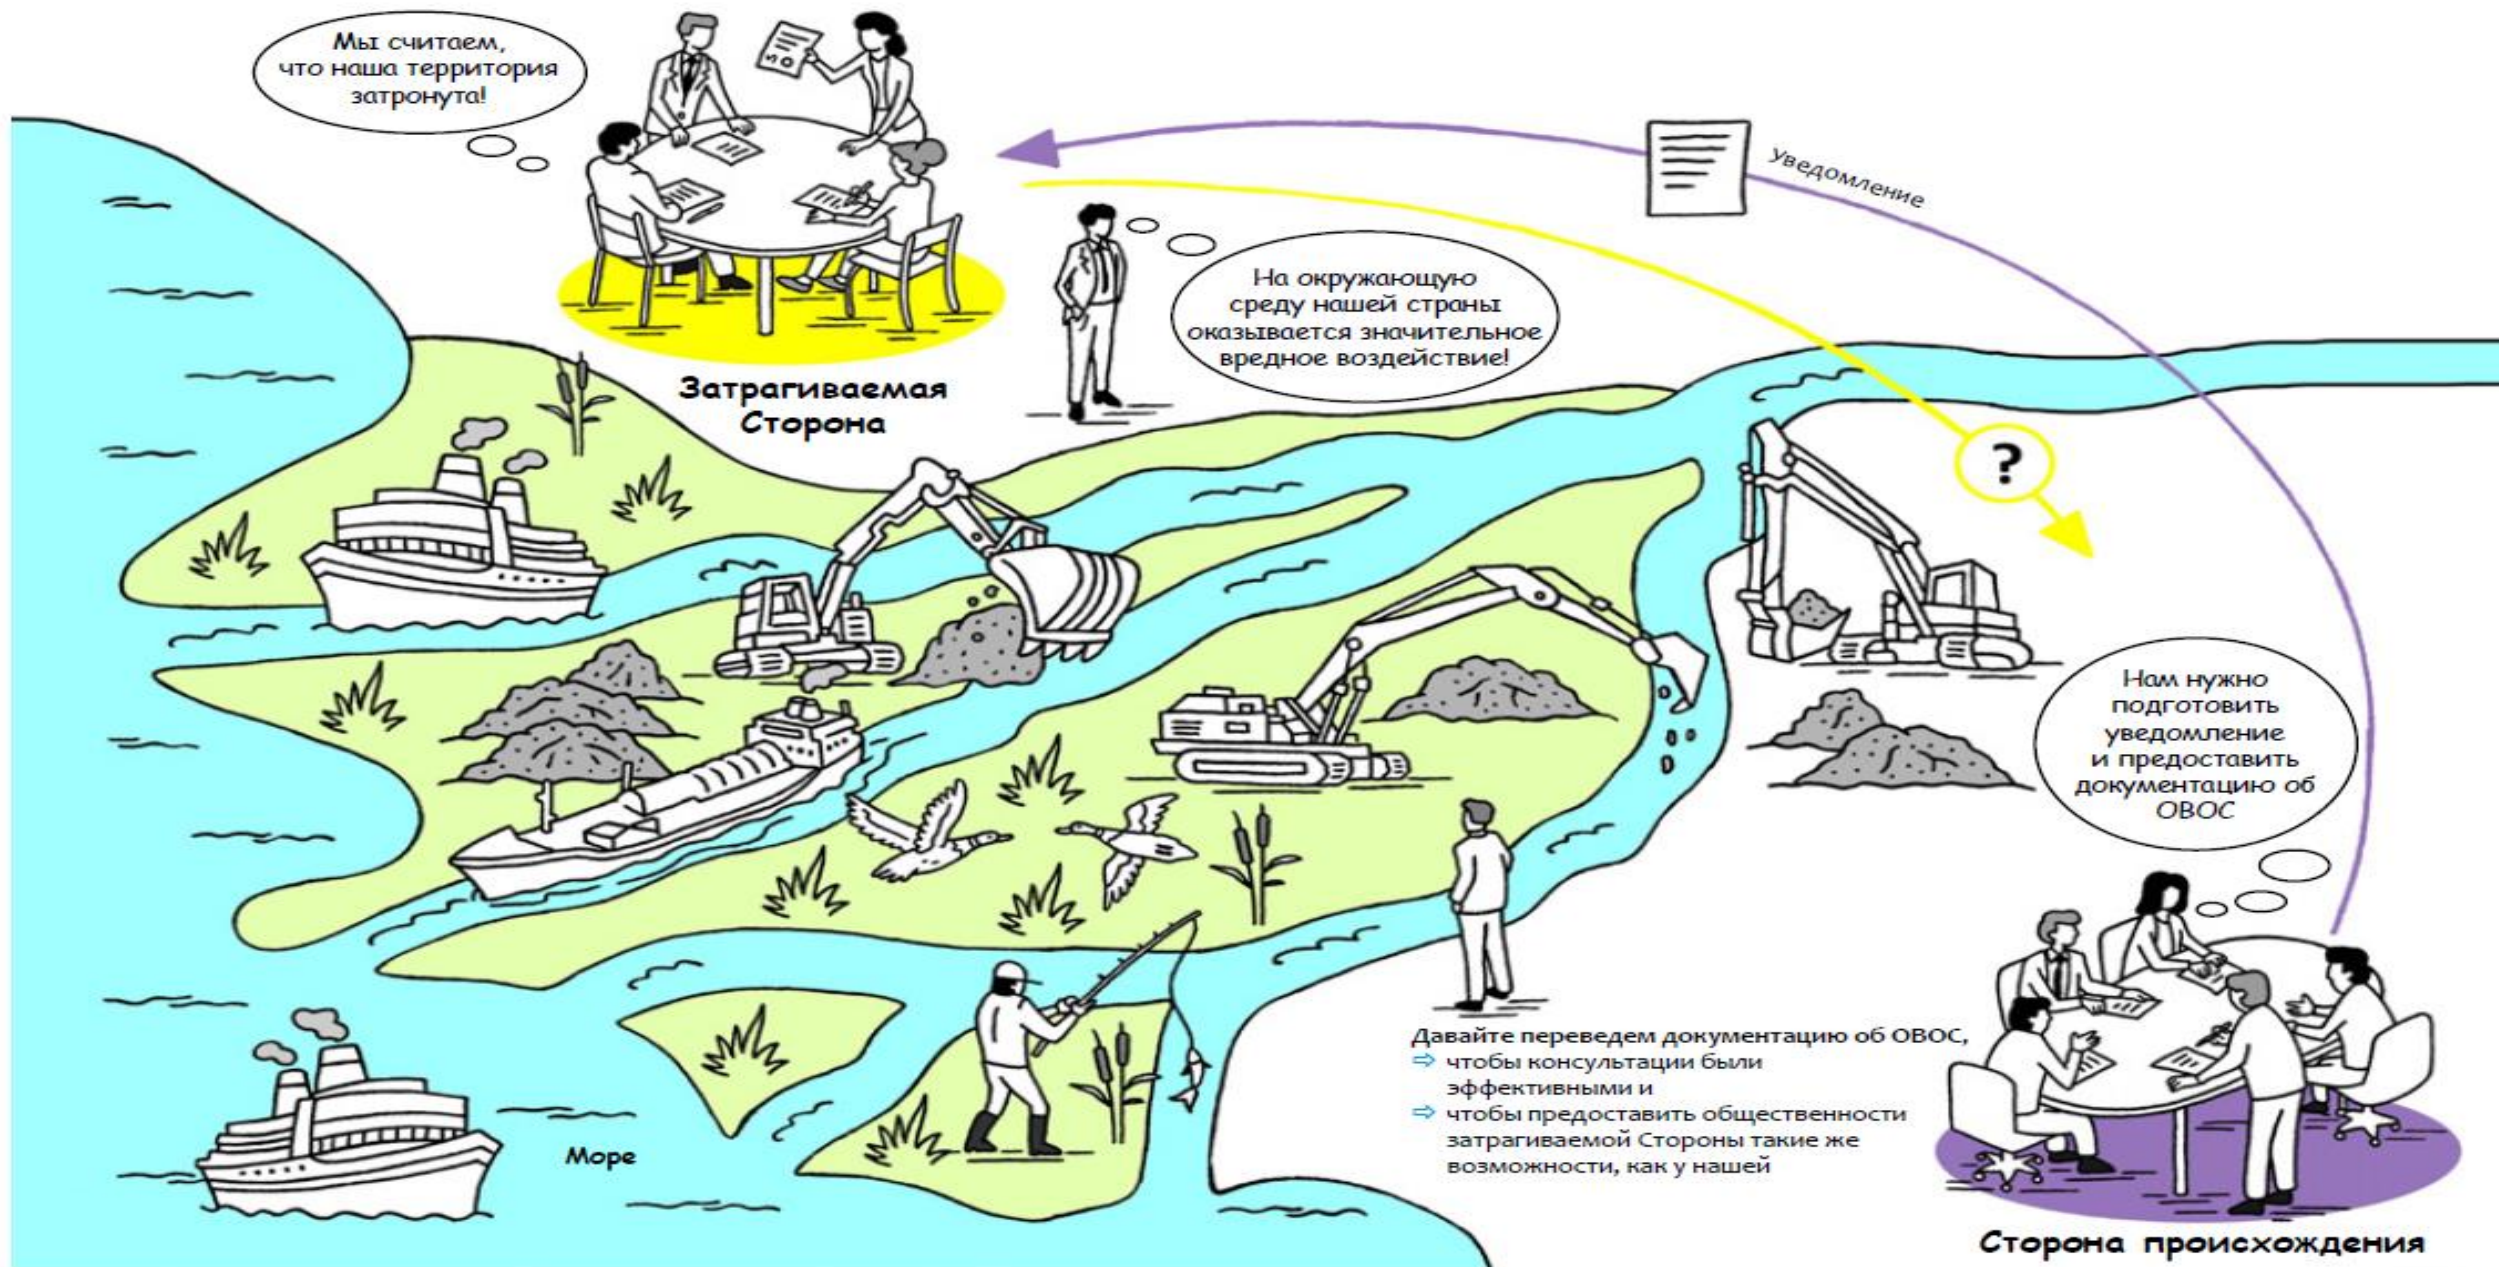 Мы считаем,
что наша территория
затронута!
Уведомление
На окружающую
среду нашей страны
оказывается значительное
вредное воздействие!
Затрагиваемая
Сторона
?
Нам нужно
подготовить
уведомление
и предоставить
документацию об
ОВОС
Давайте переведем документацию об ОВОС,
⇨ чтобы консультации были
эффективными и
⇨ чтобы предоставить общественности
затрагиваемой Стороны такие же
возможности, как у нашей
Море
Сторона происхождения